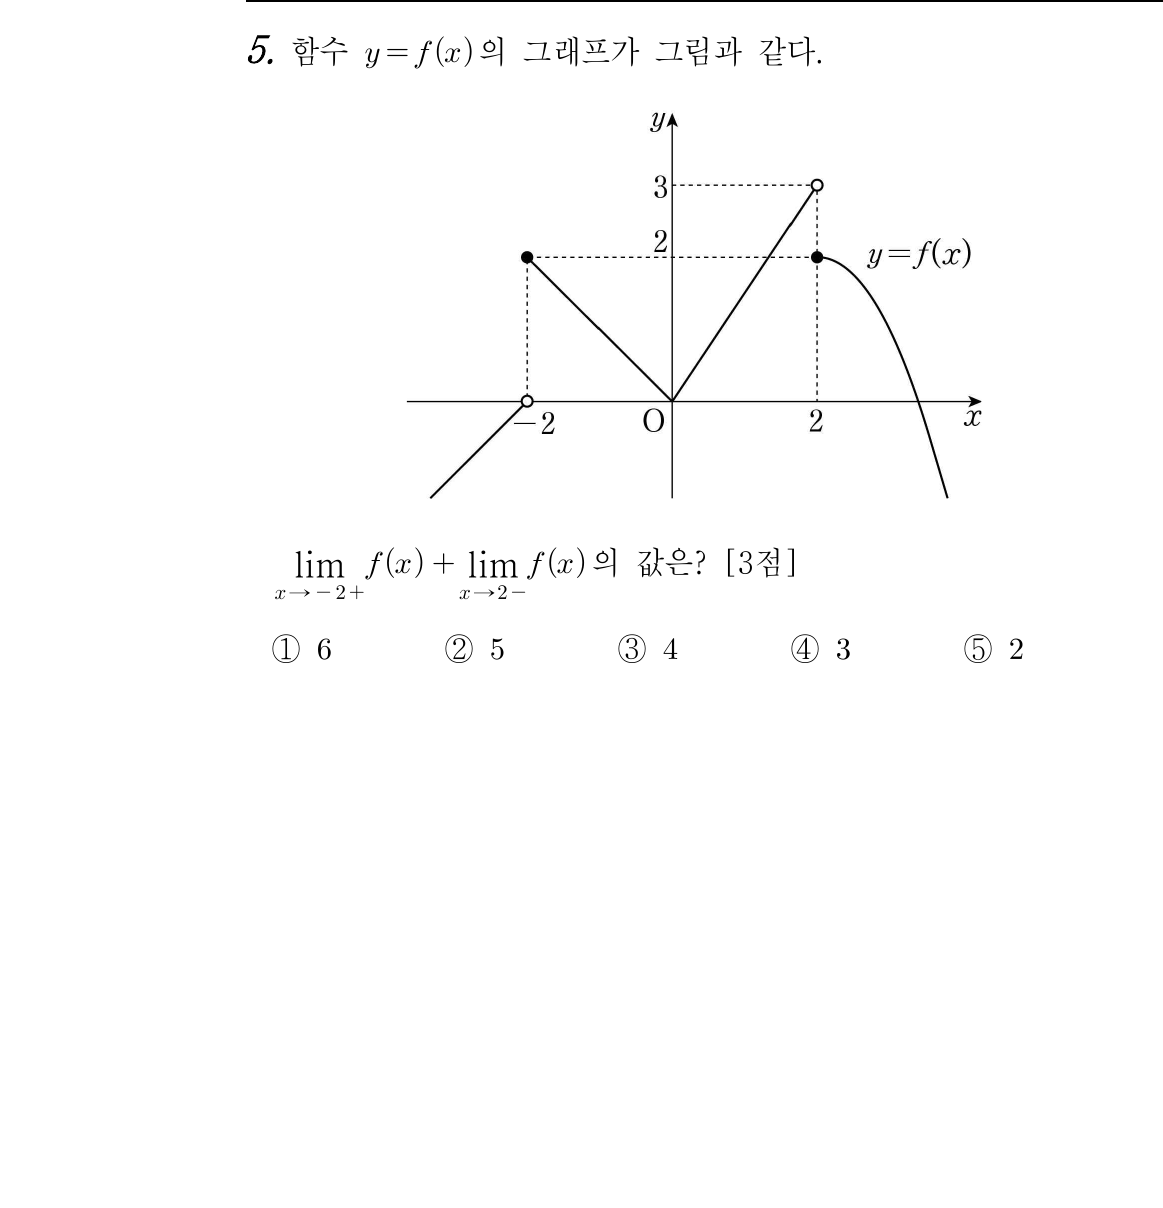 5. 함수 y=f(x)의 그래프가 그림과 같다.
y
3
2
y=f(x)
-2
O
2
x
lim f(x)+lim f(x)의 값은? [3점]
x→-2+ x→2-
① 6 ② 5 ③ 4 ④ 3 ⑤ 2